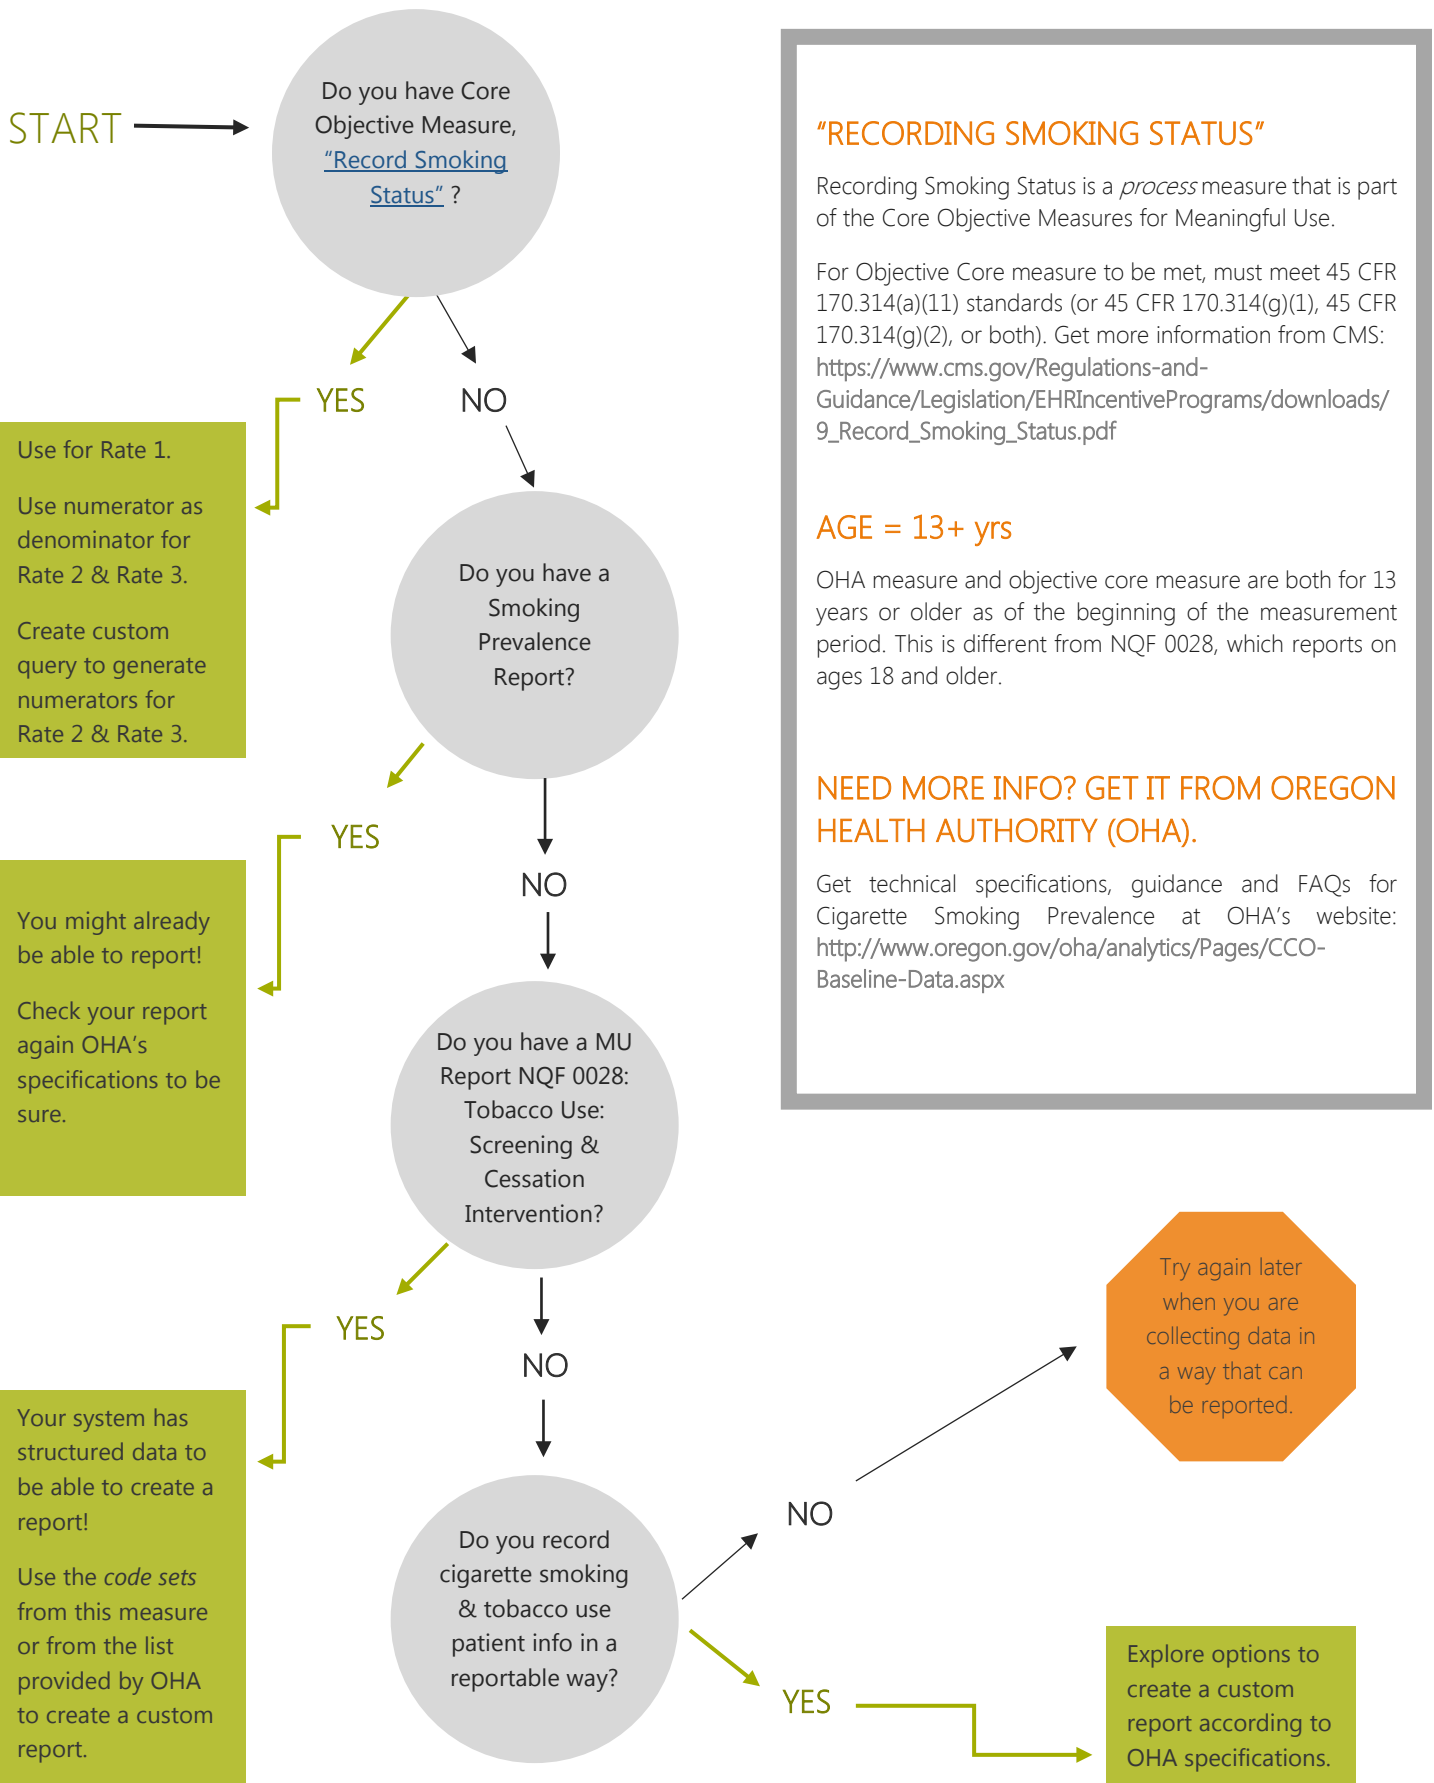 START
Do you have Core
Objective Measure,
“Record Smoking
Status” ?
YES
NO
Use for Rate 1.
Use numerator as
denominator for
Rate 2 & Rate 3.
Create custom
query to generate
numerators for
Rate 2 & Rate 3.
Do you have a
Smoking
Prevalence
Report?
YES
NO
You might already
be able to report!
Check your report
again OHA’s
specifications to be
sure.
Do you have a MU
Report NQF 0028:
Tobacco Use:
Screening &
Cessation
Intervention?
YES
NO
Your system has
structured data to
be able to create a
report!
Use the code sets
from this measure
or from the list
provided by OHA
to create a custom
report.
Do you record
cigarette smoking
& tobacco use
patient info in a
reportable way?
NO
YES
Try again later
when you are
collecting data in
a way that can
be reported.
Explore options to
create a custom
report according to
OHA specifications.
“RECORDING SMOKING STATUS”
Recording Smoking Status is a process measure that is part
of the Core Objective Measures for Meaningful Use.
For Objective Core measure to be met, must meet 45 CFR
170.314(a)(11) standards (or 45 CFR 170.314(g)(1), 45 CFR
170.314(g)(2), or both). Get more information from CMS:
https://www.cms.gov/Regulations-and-
Guidance/Legislation/EHRIncentivePrograms/downloads/
9_Record_Smoking_Status.pdf
AGE = 13+ yrs
OHA measure and objective core measure are both for 13
years or older as of the beginning of the measurement
period. This is different from NQF 0028, which reports on
ages 18 and older.
NEED MORE INFO? GET IT FROM OREGON
HEALTH AUTHORITY (OHA).
Get technical specifications, guidance and FAQs for
Cigarette Smoking Prevalence at OHA’s website:
http://www.oregon.gov/oha/analytics/Pages/CCO-
Baseline-Data.aspx